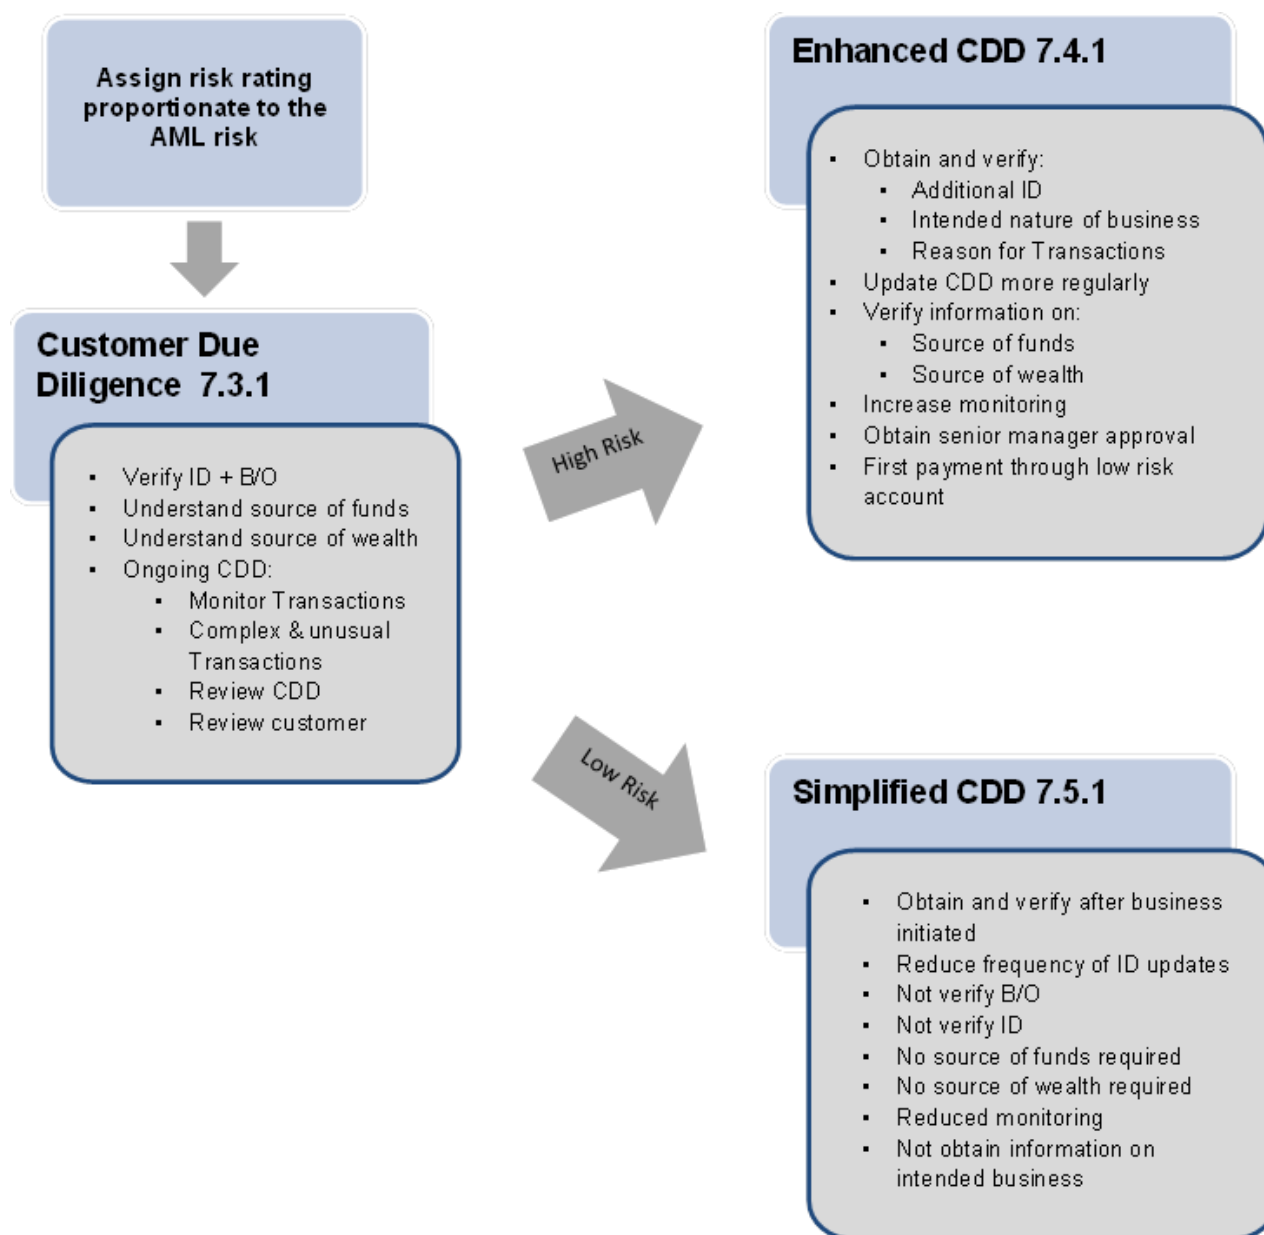 Assign risk rating
proportionate to the
AML risk
Customer Due
Diligence 7.3.1
▪ Verify ID + B/O
▪ Understand source of funds
▪ Understand source of wealth
▪ Ongoing CDD:
▪ Monitor Transactions
▪ Complex & unusual
Transactions
▪ Review CDD
▪ Review customer
High Risk
Low Risk
Enhanced CDD 7.4.1
▪ Obtain and verify:
▪ Additional ID
▪ Intended nature of business
▪ Reason for Transactions
▪ Update CDD more regularly
▪ Verify information on:
▪ Source of funds
▪ Source of wealth
▪ Increase monitoring
▪ Obtain senior manager approval
▪ First payment through low risk
account
Simplified CDD 7.5.1
▪ Obtain and verify after business
initiated
▪ Reduce frequency of ID updates
▪ Not verify B/O
▪ Not verify ID
▪ No source of funds required
▪ No source of wealth required
▪ Reduced monitoring
▪ Not obtain information on
intended business